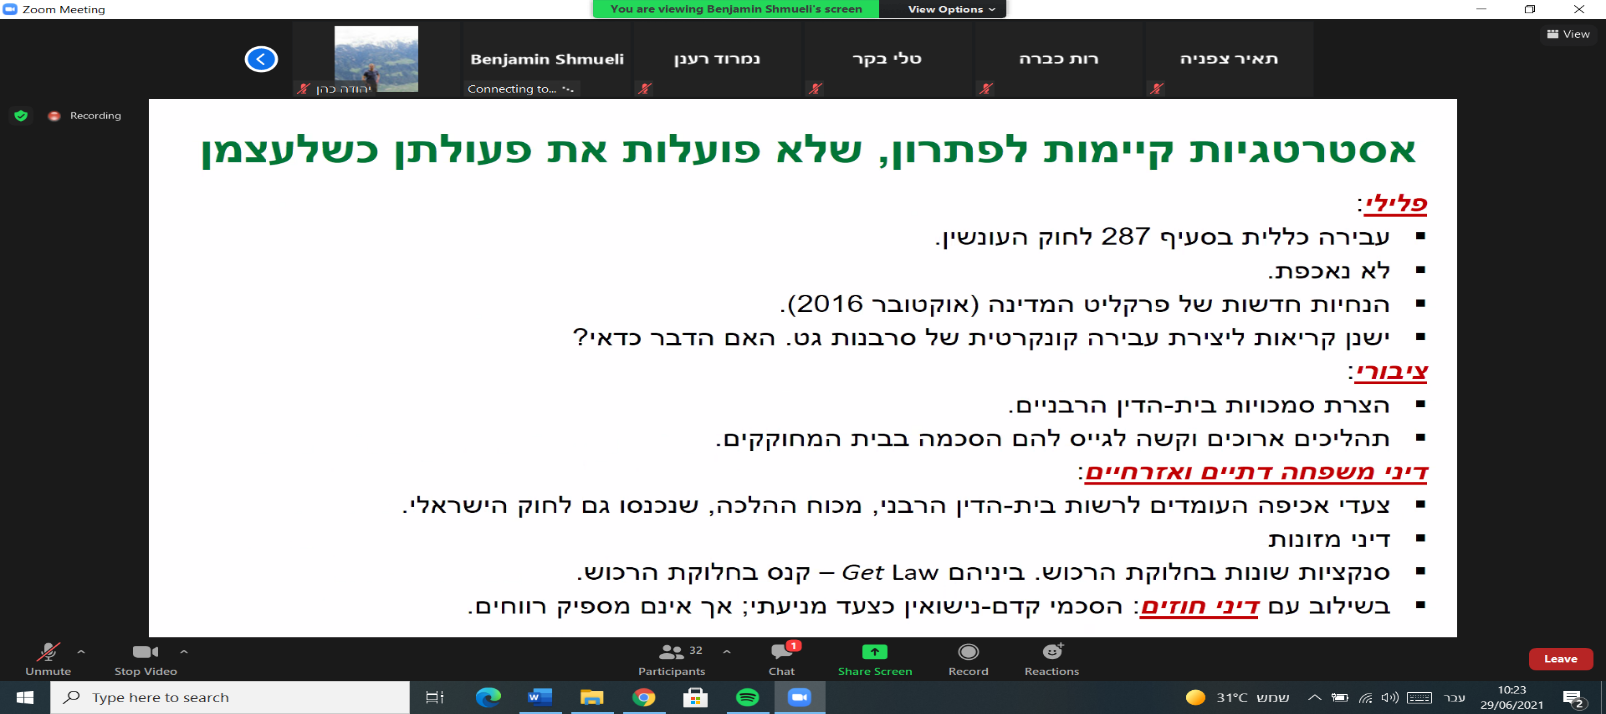 Zoom Meeting
You are viewing Benjamin Shmueli's screen
View Options
View
יהודה כהן
Benjamin Shmueli
Connecting to...
נמרוד רענן
טלי בקר
רות כברה
תאיר צפניה
Recording
אסטרטגיות קיימות לפתרון, שלא פועלות את פעולתן כשלעצמן
פלילי:
▪ עבירה כללית בסעיף 287 לחוק העונשין.
▪ לא נאכפת.
▪ הנחיות חדשות של פרקליט המדינה (אוקטובר 2016).
▪ ישנן קריאות ליצירת עבירה קונקרטית של סרבנות גט. האם הדבר כדאי?
ציבורי:
▪ הצרת סמכויות בית-הדין הרבניים.
▪ תהליכים ארוכים וקשה לגייס להם הסכמה בבית המחוקקים.
דיני משפחה דתיים ואזרחיים:
▪ צעדי אכיפה העומדים לרשות בית-הדין הרבני, מכוח ההלכה, שנכנסו גם לחוק הישראלי.
▪ דיני מזונות
▪ סנקציות שונות בחלוקת הרכוש. ביניהם Get Law – קנס בחלוקת הרכוש.
▪ בשילוב עם דיני חוזים: הסכמי קדם-נישואין כצעד מניעתי; אך אינם מספיק רווחים.
Unmute
Stop Video
Participants
32
Chat
1
Share Screen
Record
Reactions
Leave
Type here to search
31°C שמש
עבר
10:23
29/06/2021
2